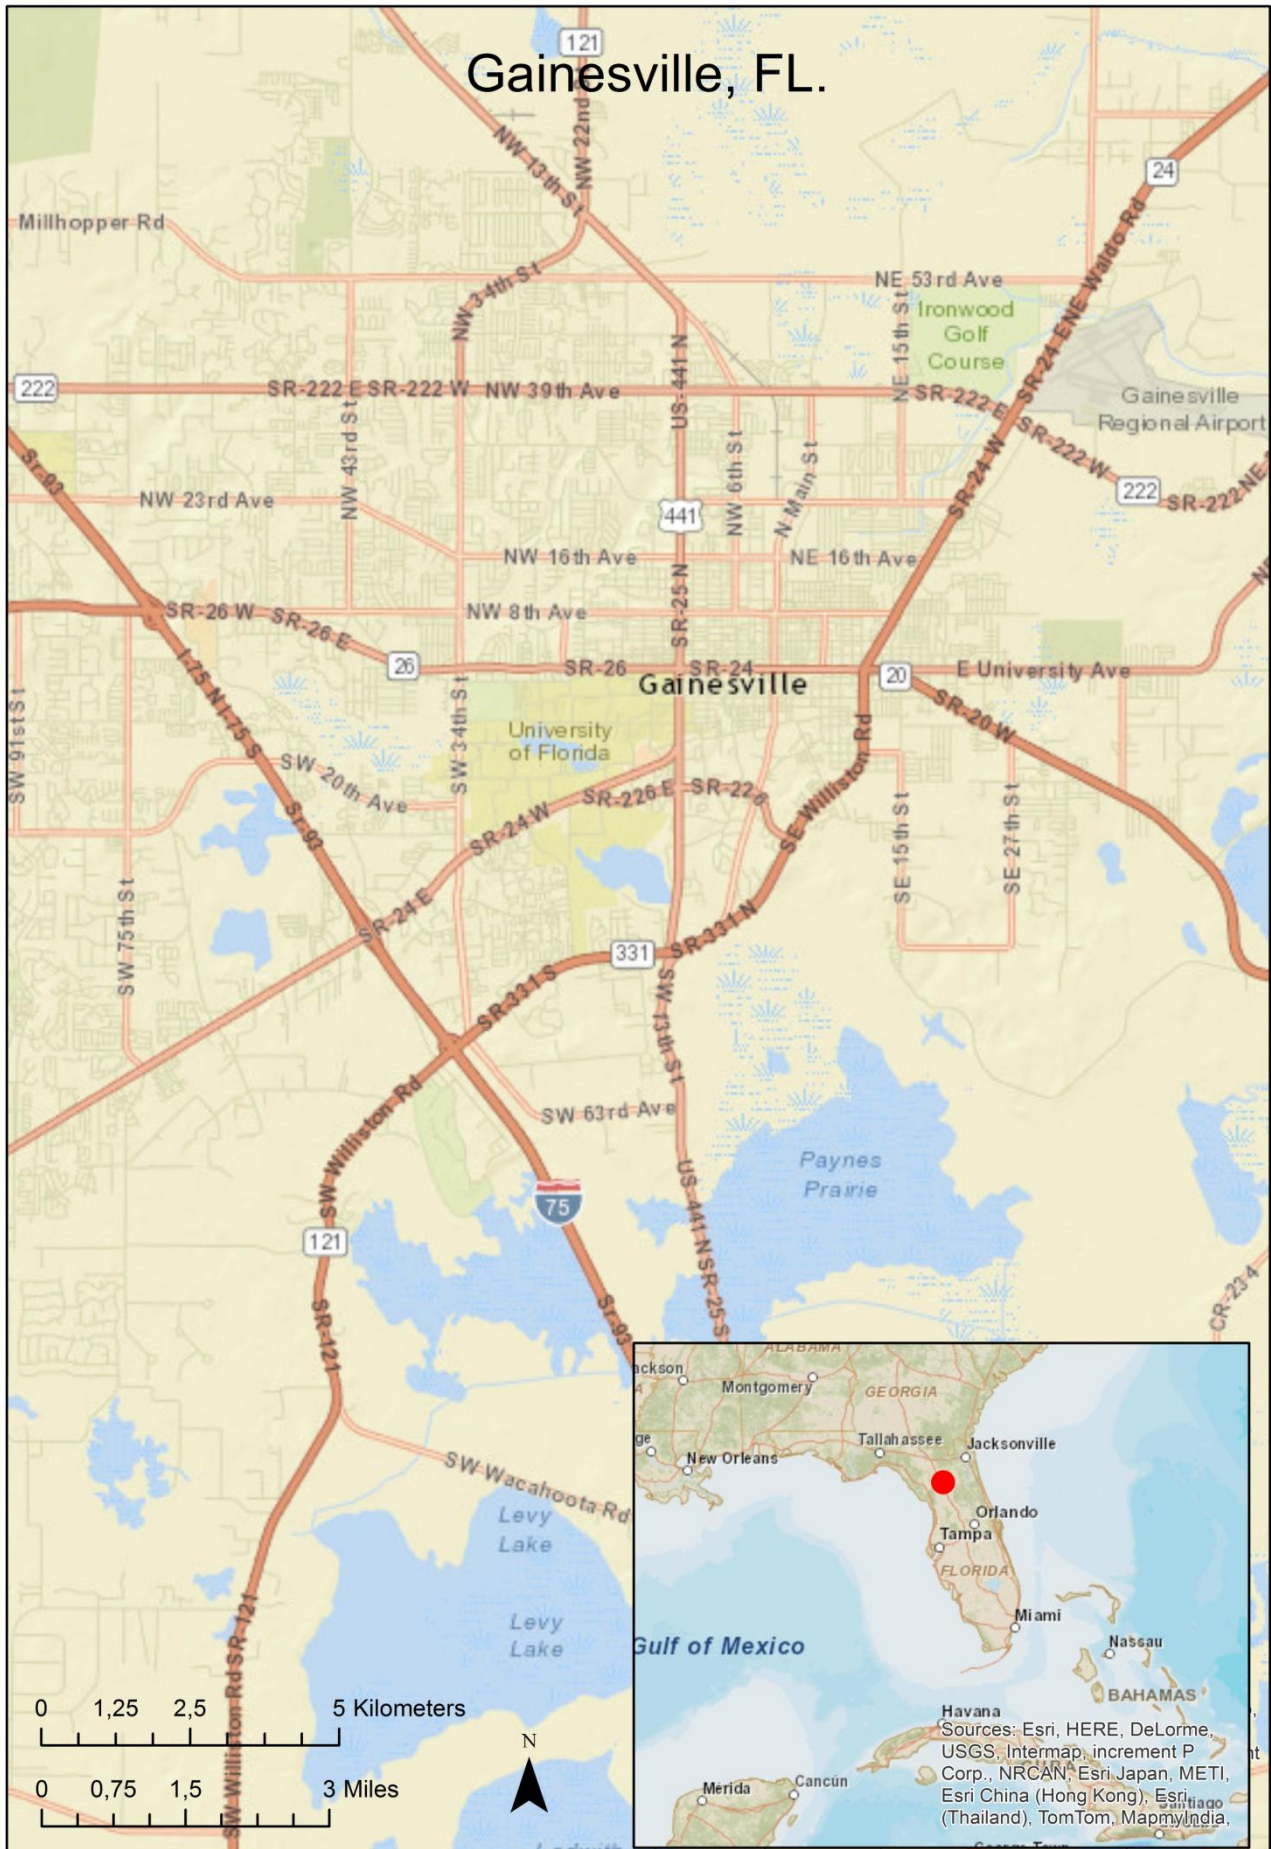 121
Gainesville, FL.
NW 22nd
NW 13th St
24
Millhopper Rd
NE Waldo Rd
NE 53rd Ave
NW 34th St
Ironwood
Golf
Course
NE 15th St
SR-24 E
222
SR-222 E
SR-222 W
NW 39th Ave
US-441 N
SR-222 E
Gainesville
Regional Airport
Sr-93
NW 43rd St
NW 6th St
N Main St
SR-24 W
SR-222 W
222
SR-222
NE
NW 23rd Ave
441
NW 16th Ave
NE 16th Ave
SR-26 W
SR-26 E
NW 8th Ave
SR-25 N
26
SR-26
SR-24
Gainesville
20
E University Ave
SR-20 W
I-75 N
I-75 S
SW 91st St
SW 34th St
University
of Florida
SW 20th Ave
SR-226 E
SR-226
SE Williston Rd
Sr-93
SR-24 W
SE 15th St
SE 27th St
SW 75th St
SR-24 E
331
SR-331 N
SR-331 S
SW 13th St
SW Williston Rd
SW 63rd Ave
Paynes
Prairie
75
US-441 N
SR-25 S
121
SR-121
Sr-93
CR-234
SW Wacahoota Rd
Levy
Lake
Levy
Lake
SW Williston Rd
SR-121
0 1,25 2,5 5 Kilometers
N
0 0,75 1,5 3 Miles
ALABAMA
ackson
Montgomery
GEORGIA
Tallahassee
Jacksonville
ge
New Orleans
Orlando
Tampa
FLORIDA
Miami
Gulf of Mexico
Nassau
BAHAMAS
Havana
Sources: Esri, HERE, DeLorme,
USGS, Intermap, increment P
Corp., NRCAN, Esri Japan, METI,
Esri China (Hong Kong), Esri
(Thailand), TomTom, MapmyIndia,
CUBA
Mérida
Cancún
Santiago
George Town